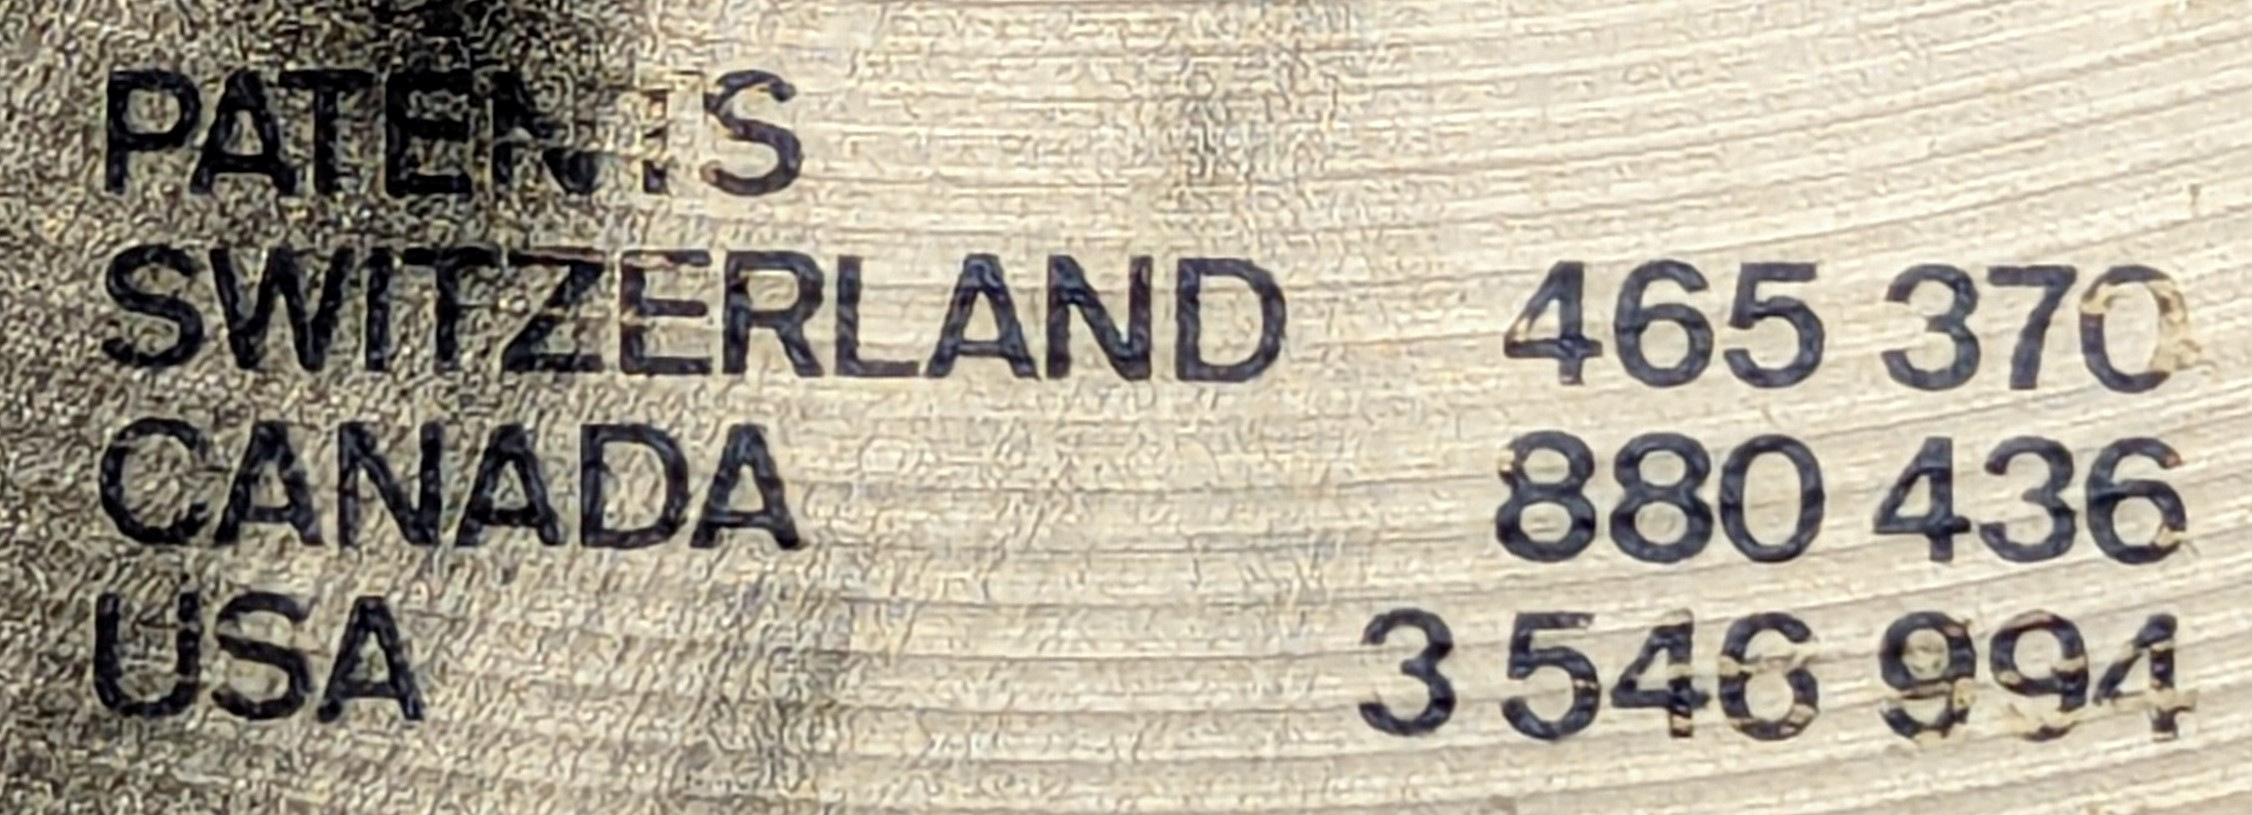 PATENTS
SWITZERLAND 465 370
CANADA 880 436
USA 3 546 994